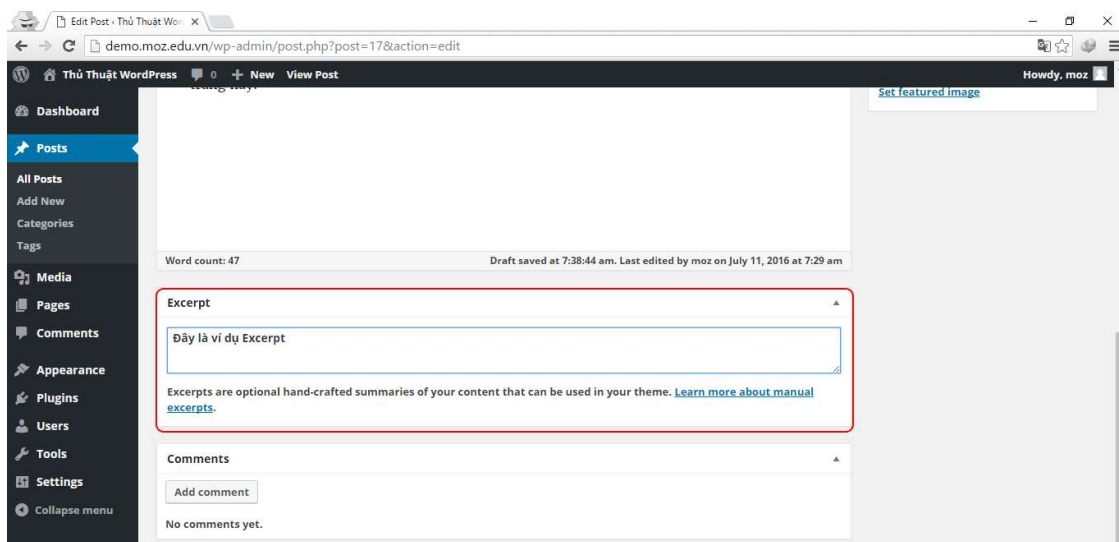 Edit Post ‹ Thủ Thuật Wor
demo.moz.edu.vn/wp-admin/post.php?post=17&action=edit
Thủ Thuật WordPress 0 + New View Post Howdy, moz
Set featured image
Dashboard
Posts
All Posts
Add New
Categories
Tags
Media
Pages
Comments
Appearance
Plugins
Users
Tools
Settings
Collapse menu
Word count: 47 Draft saved at 7:38:44 am. Last edited by moz on July 11, 2016 at 7:29 am
Excerpt
Đây là ví dụ Excerpt
Excerpts are optional hand-crafted summaries of your content that can be used in your theme. Learn more about manual
excerpts.
Comments
Add comment
No comments yet.